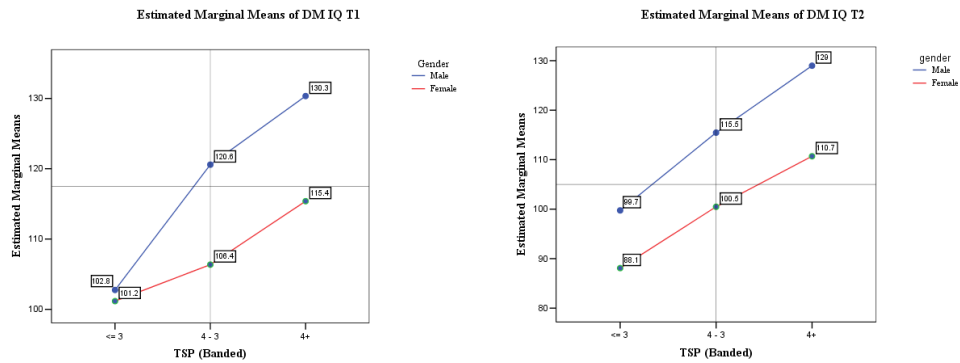 Estimated Marginal Means of DM IQ T1
Estimated Marginal Means
130
120
110
100
130.3
120.6
115.4
106.4
102.8
101.2
<= 3
4 - 3
4+
TSP (Banded)
Gender
Male
Female
Estimated Marginal Means of DM IQ T2
Estimated Marginal Means
130
120
110
100
90
80
129
115.5
110.7
99.7
100.5
88.1
<= 3
4 - 3
4+
TSP (Banded)
gender
Male
Female